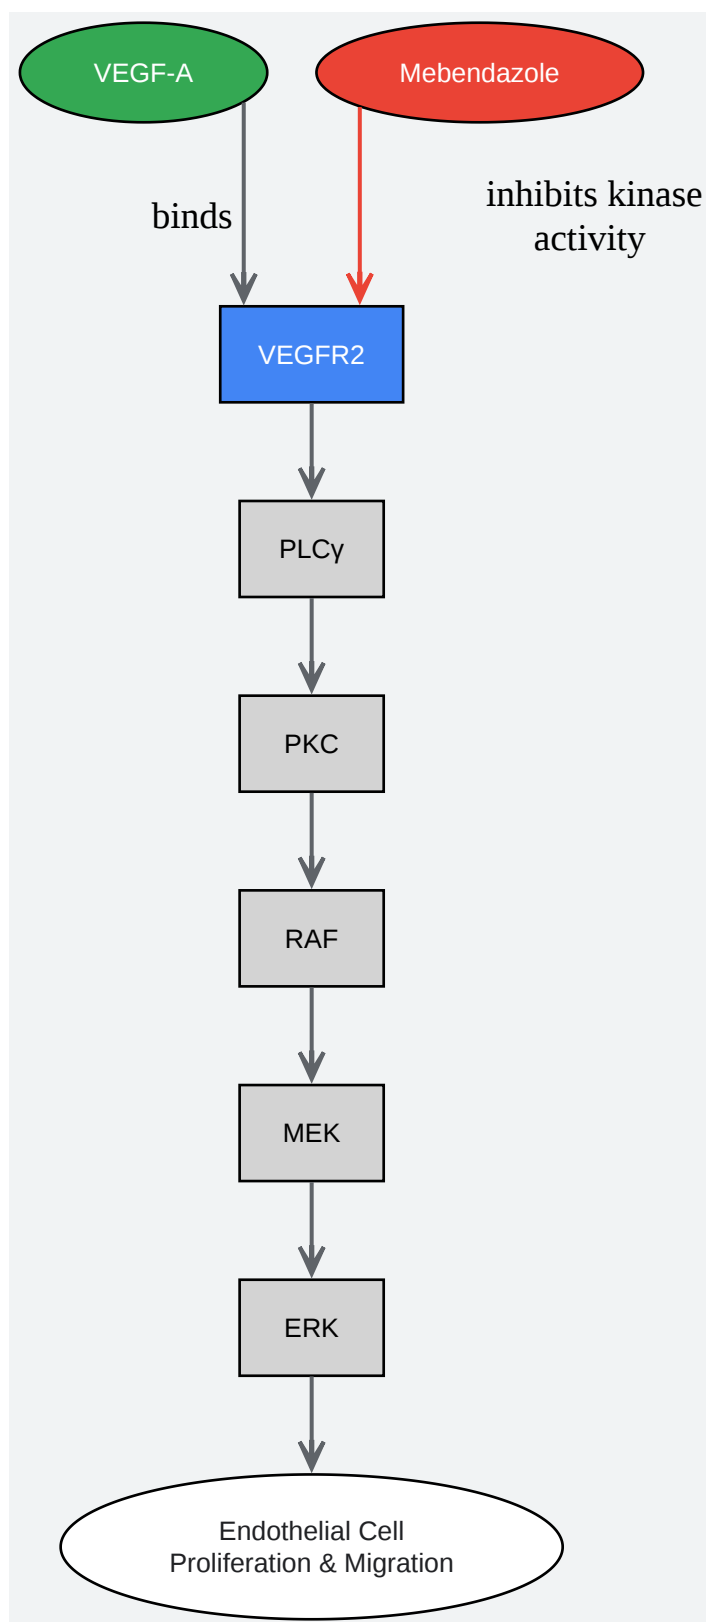 VEGF-A
Mebendazole
binds
inhibits kinase
activity
VEGFR2
PLCγ
PKC
RAF
MEK
ERK
Endothelial Cell
Proliferation & Migration